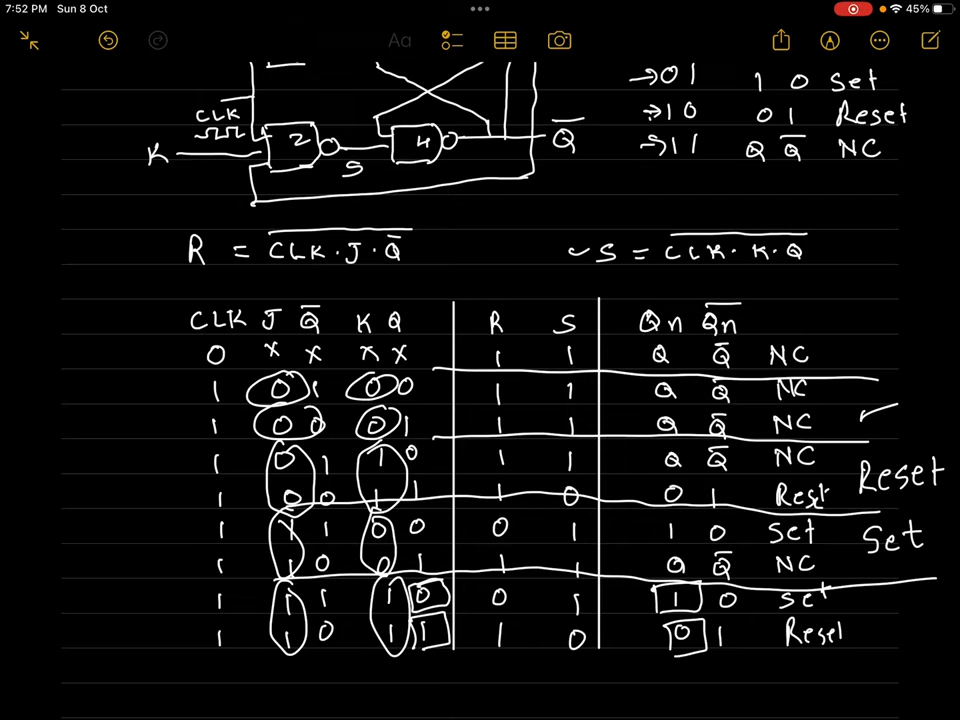 7:52 PM Sun 8 Oct
45%
Aa
→01 1 0 Set
CLK
→10 01 Reset
K 2 4 Q̅ →11 Q Q̅ NC
S
R = C̅L̅K̅.̅J̅.̅Q̅̅ ~S = C̅L̅K̅.̅K̅.̅Q̅
CLK J Q̅ K Q R S Qn Q̅n̅
0 x x x x 1 1 Q Q̅ NC
1 0 1 0 0 1 1 Q Q̅ NC
1 0 0 0 1 1 1 Q Q̅ NC
1 0 1 1 0 1 1 Q Q̅ NC
1 0 0 1 1 1 0 0 1 Rest Reset
1 1 1 0 0 0 1 1 0 Set Set
1 1 0 0 1 1 1 Q Q̅ NC
1 1 1 1 0 0 1 1 0 Set
1 1 0 1 1 1 0 0 1 Reset